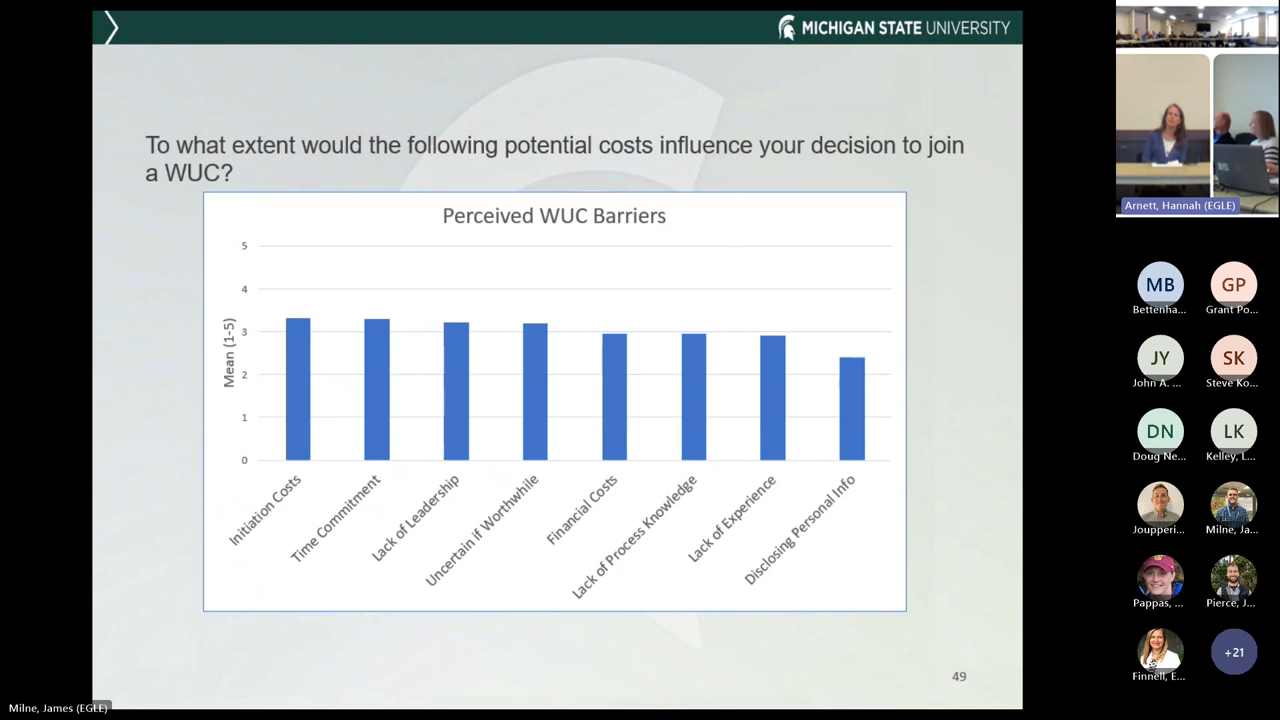 MICHIGAN STATE UNIVERSITY
To what extent would the following potential costs influence your decision to join
a WUC?
Perceived WUC Barriers
Mean (1-5)
5
4
3
2
1
0
Initiation Costs
Time Commitment
Lack of Leadership
Uncertain if Worthwhile
Financial Costs
Lack of Process Knowledge
Lack of Experience
Disclosing Personal Info
49
Milne, James (EGLE)
Arnett, Hannah (EGLE)
MB
Bettenha...
GP
Grant Po...
JY
John A. ...
SK
Steve Ko...
DN
Doug Ne...
LK
Kelley, L...
Joupperi...
Milne, Ja...
Pappas, ...
Pierce, J...
Finnell, E...
+21